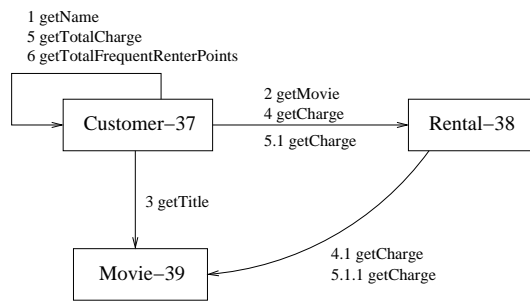 1 getName
5 getTotalCharge
6 getTotalFrequentRenterPoints
Customer–37
2 getMovie
4 getCharge
5.1 getCharge
Rental–38
3 getTitle
4.1 getCharge
5.1.1 getCharge
Movie–39